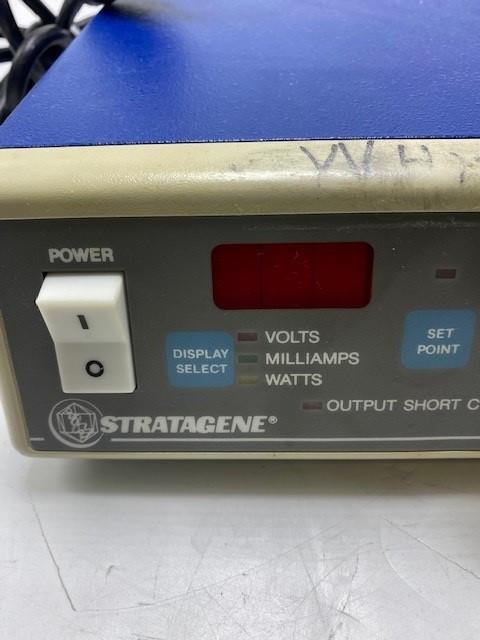 POWER
I
O
DISPLAY
SELECT
VOLTS
MILLIAMPS
WATTS
SET
POINT
OUTPUT SHORT C
STRATAGENE®